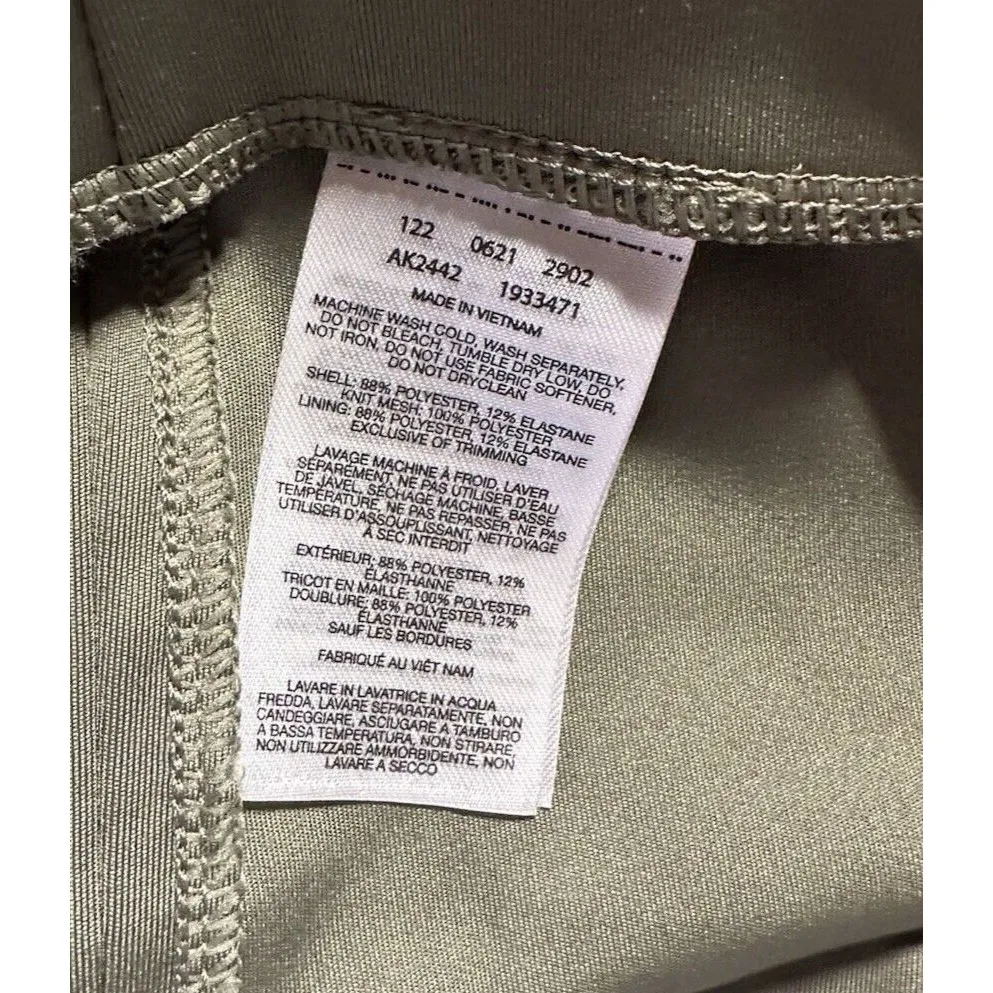 122 0621 2902
AK2442 1933471
MADE IN VIETNAM
MACHINE WASH COLD, WASH SEPARATELY,
DO NOT BLEACH, TUMBLE DRY LOW, DO
NOT IRON, DO NOT USE FABRIC SOFTENER,
DO NOT DRYCLEAN
SHELL: 88% POLYESTER, 12% ELASTANE
KNIT MESH: 100% POLYESTER
LINING: 88% POLYESTER, 12% ELASTANE
EXCLUSIVE OF TRIMMING
LAVAGE MACHINE À FROID, LAVER
SÉPARÉMENT, NE PAS UTILISER D'EAU
DE JAVEL, SÉCHAGE MACHINE, BASSE
TEMPÉRATURE, NE PAS REPASSER, NE PAS
UTILISER D'ASSOUPLISSANT, NETTOYAGE
À SEC INTERDIT
EXTÉRIEUR: 88% POLYESTER, 12%
ÉLASTHANNE
TRICOT EN MAILLE: 100% POLYESTER
DOUBLURE: 88% POLYESTER, 12%
ÉLASTHANNE
SAUF LES BORDURES
FABRIQUÉ AU VIÊT NAM
LAVARE IN LAVATRICE IN ACQUA
FREDDA, LAVARE SEPARATAMENTE, NON
CANDEGGIARE, ASCIUGARE A TAMBURO
A BASSA TEMPERATURA, NON STIRARE,
NON UTILIZZARE AMMORBIDENTE, NON
LAVARE A SECCO